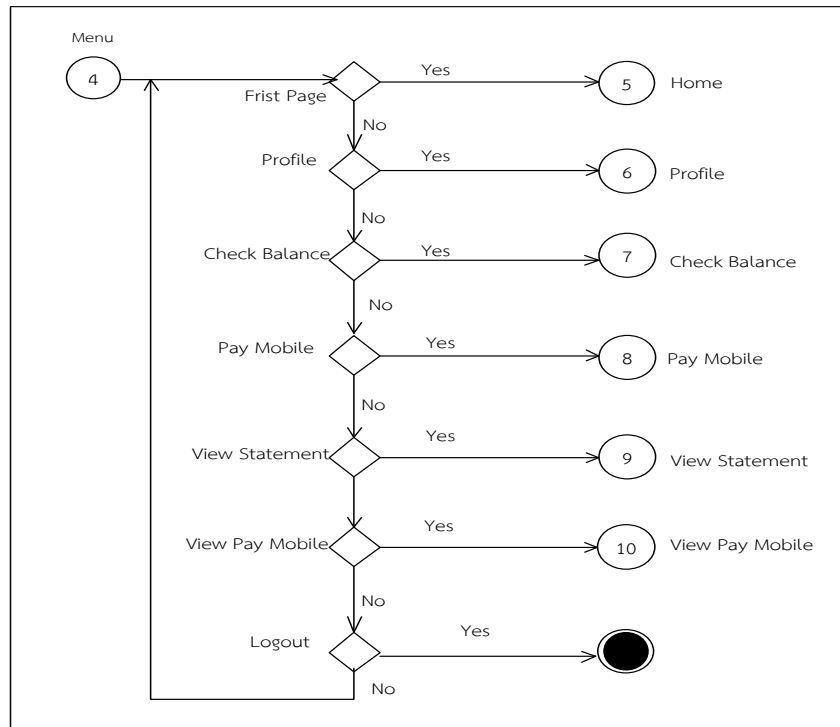 Menu
4
Frist Page
Yes
5
Home
No
Profile
Yes
6
Profile
No
Check Balance
Yes
7
Check Balance
No
Pay Mobile
Yes
8
Pay Mobile
No
View Statement
Yes
9
View Statement
View Pay Mobile
Yes
10
View Pay Mobile
No
Logout
Yes
No